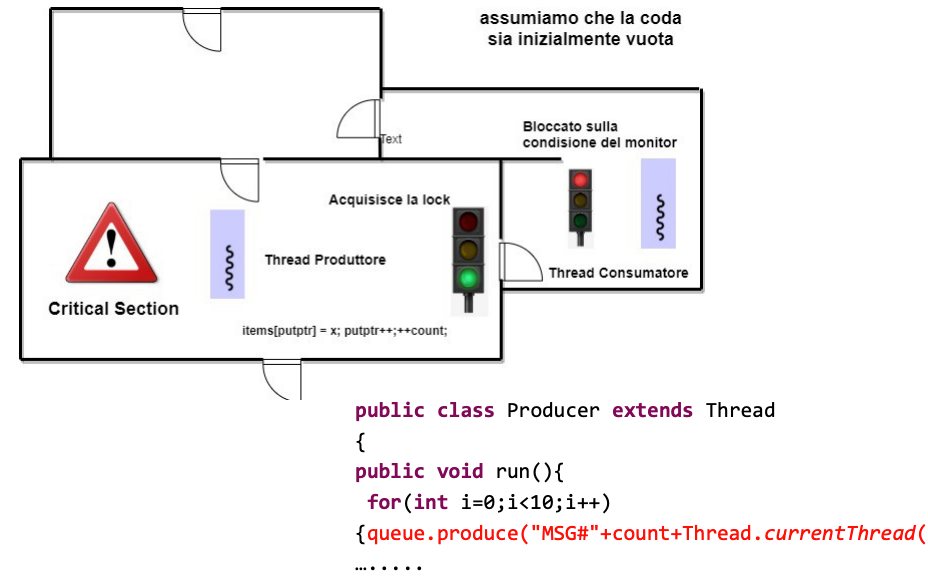 assumiamo che la coda
sia inizialmente vuota
Text
Bloccato sulla
condisione del monitor
Acquisisce la lock
Thread Produttore
Thread Consumatore
Critical Section
items[putptr] = x; putptr++;++count;
public class Producer extends Thread
{
public void run(){
for(int i=0;i<10;i++)
{queue.produce("MSG#"+count+Thread.currentThread(
….....